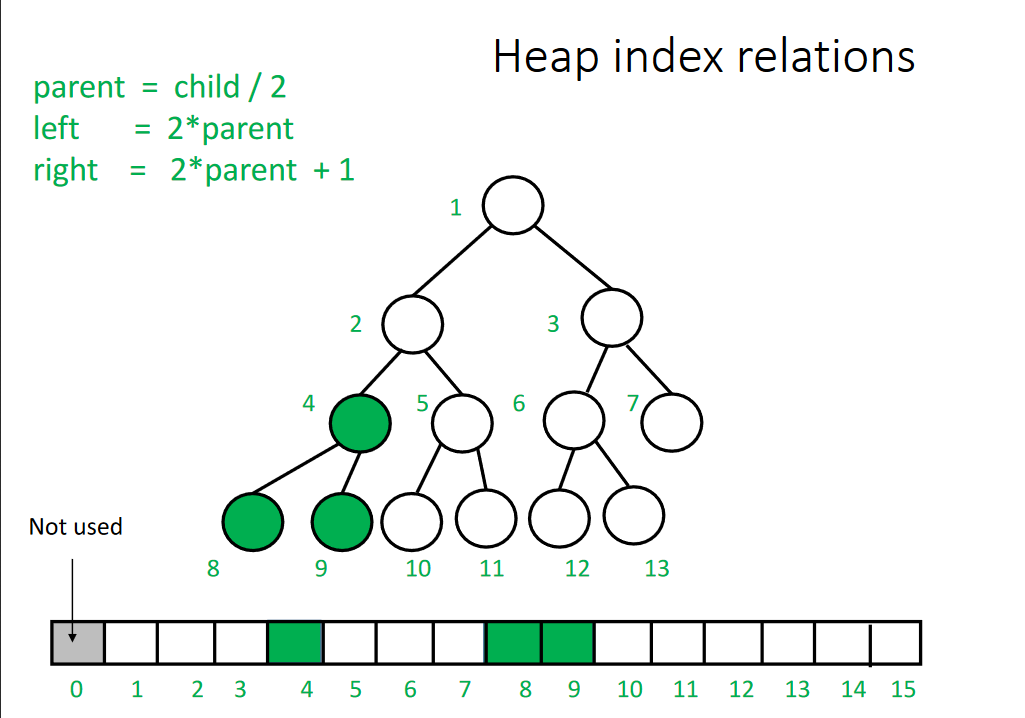 Heap index relations
parent = child / 2
left = 2*parent
right = 2*parent + 1
1
2 3
4 5 6 7
8 9 10 11 12 13
Not used
0 1 2 3 4 5 6 7 8 9 10 11 12 13 14 15